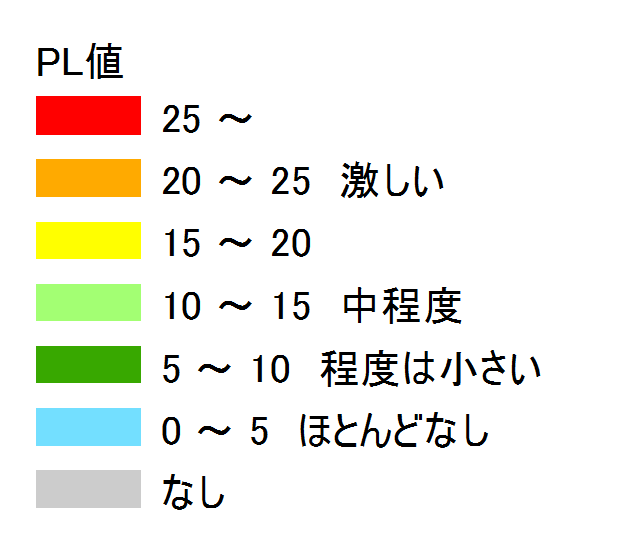 PL値
25 ～
20 ～ 25　激しい
15 ～ 20
10 ～ 15　中程度
5 ～ 10　程度は小さい
0 ～ 5　ほとんどなし
なし